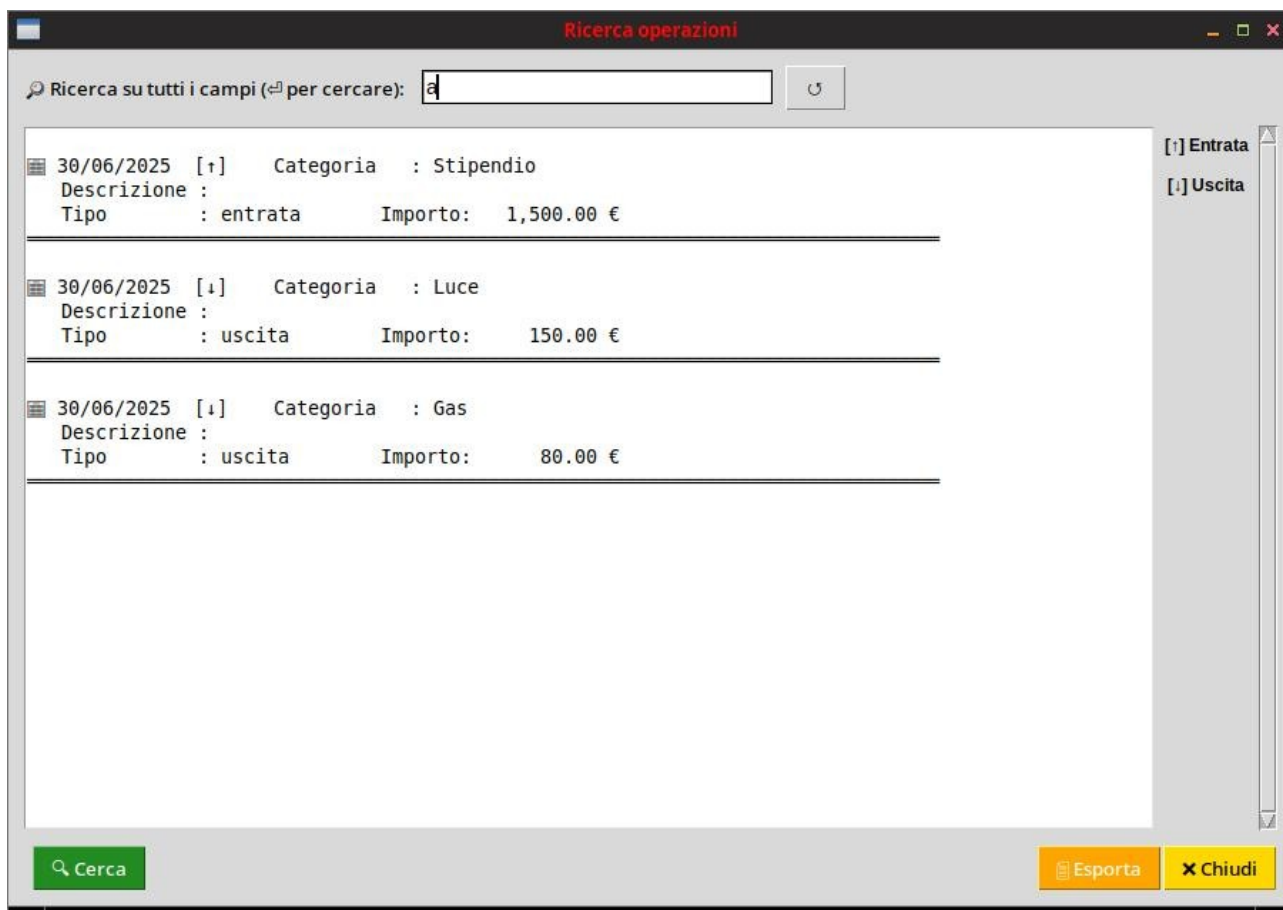 Ricerca operazioni
Ricerca su tutti i campi (⏎ per cercare): a ↺
30/06/2025 [↑] Categoria : Stipendio
Descrizione :
Tipo : entrata Importo: 1,500.00 €
30/06/2025 [↓] Categoria : Luce
Descrizione :
Tipo : uscita Importo: 150.00 €
30/06/2025 [↓] Categoria : Gas
Descrizione :
Tipo : uscita Importo: 80.00 €
[↑] Entrata
[↓] Uscita
Cerca
Esporta
Chiudi